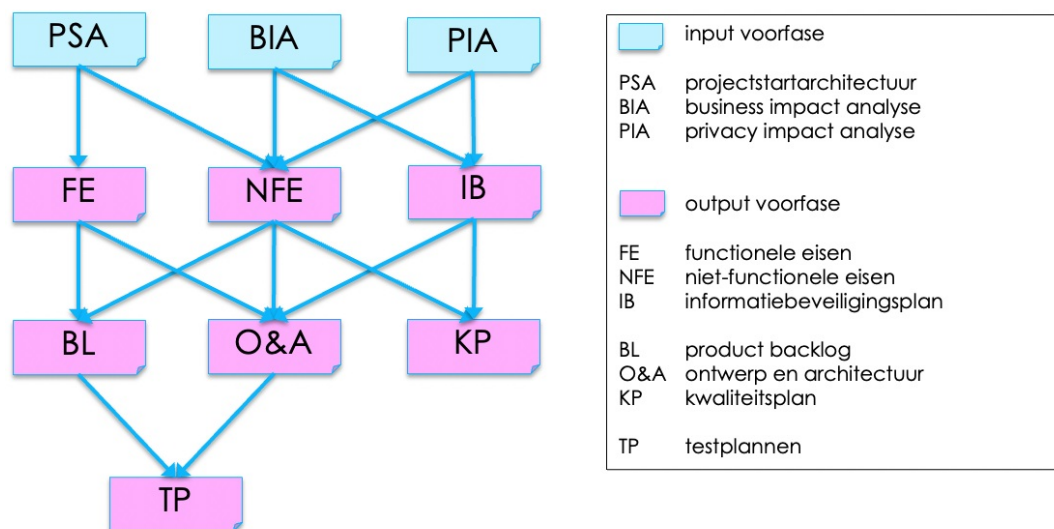 PSA
BIA
PIA
FE
NFE
IB
BL
O&A
KP
TP
input voorfase
PSA projectstartarchitectuur
BIA business impact analyse
PIA privacy impact analyse
output voorfase
FE functionele eisen
NFE niet-functionele eisen
IB informatiebeveiligingsplan
BL product backlog
O&A ontwerp en architectuur
KP kwaliteitsplan
TP testplannen